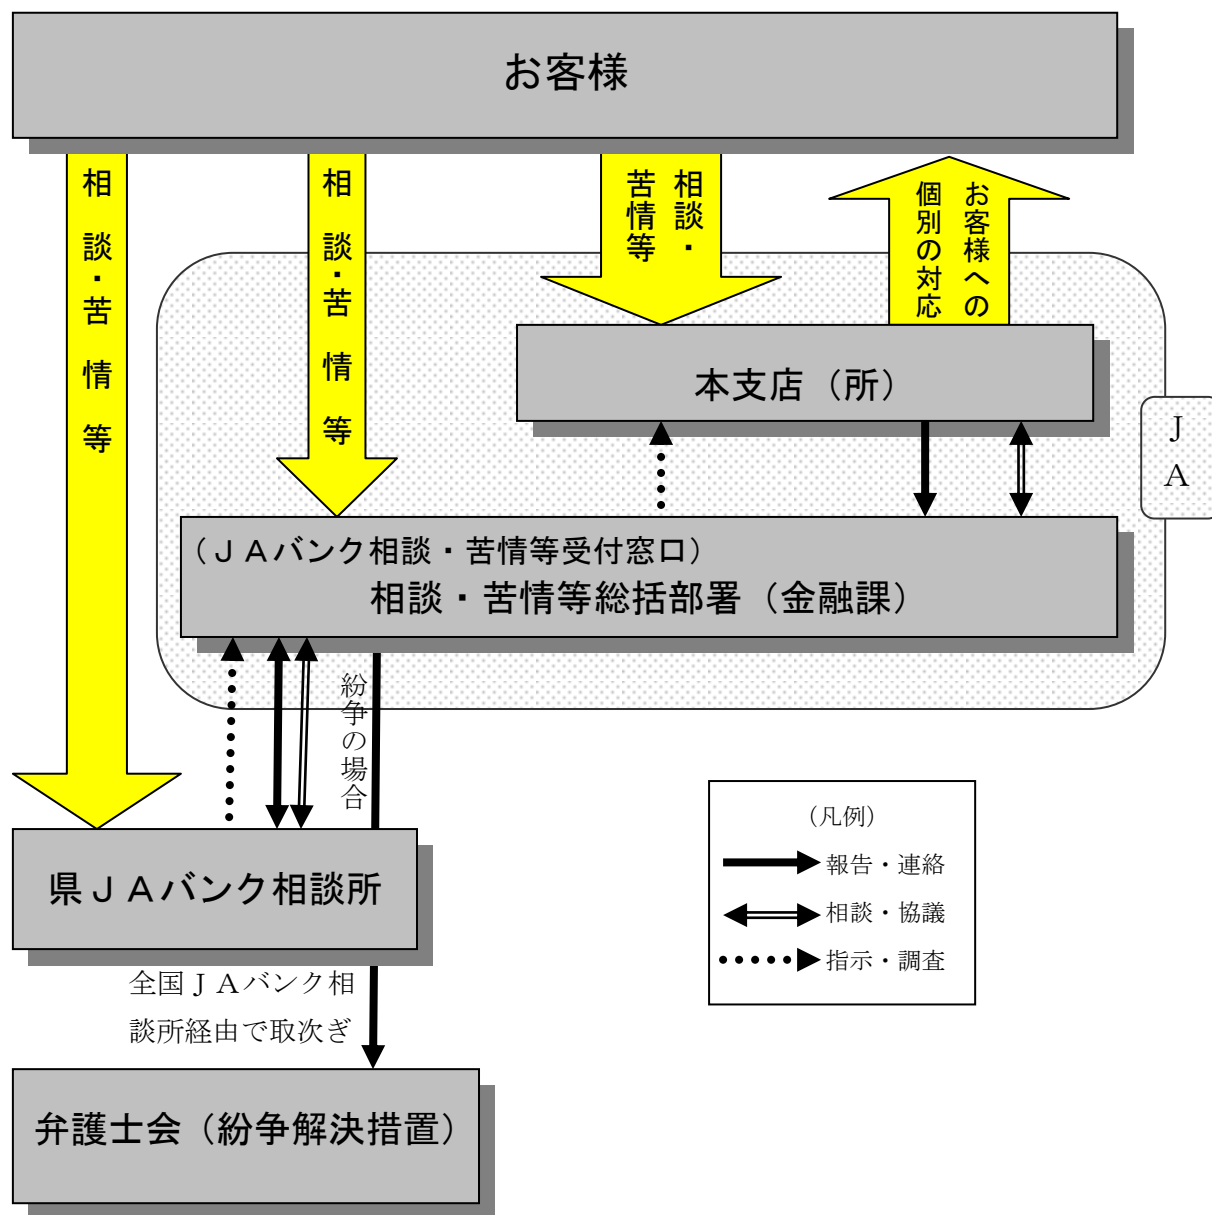 お客様
相談・苦情等
相談・苦情等
相談・
苦情等
お客様への
個別の対応
本支店（所）
ＪＡ
（ＪＡバンク相談・苦情等受付窓口）
相談・苦情等総括部署（金融課）
紛争の場合
県ＪＡバンク相談所
（凡例）
報告・連絡
相談・協議
指示・調査
全国ＪＡバンク相
談所経由で取次ぎ
弁護士会（紛争解決措置）